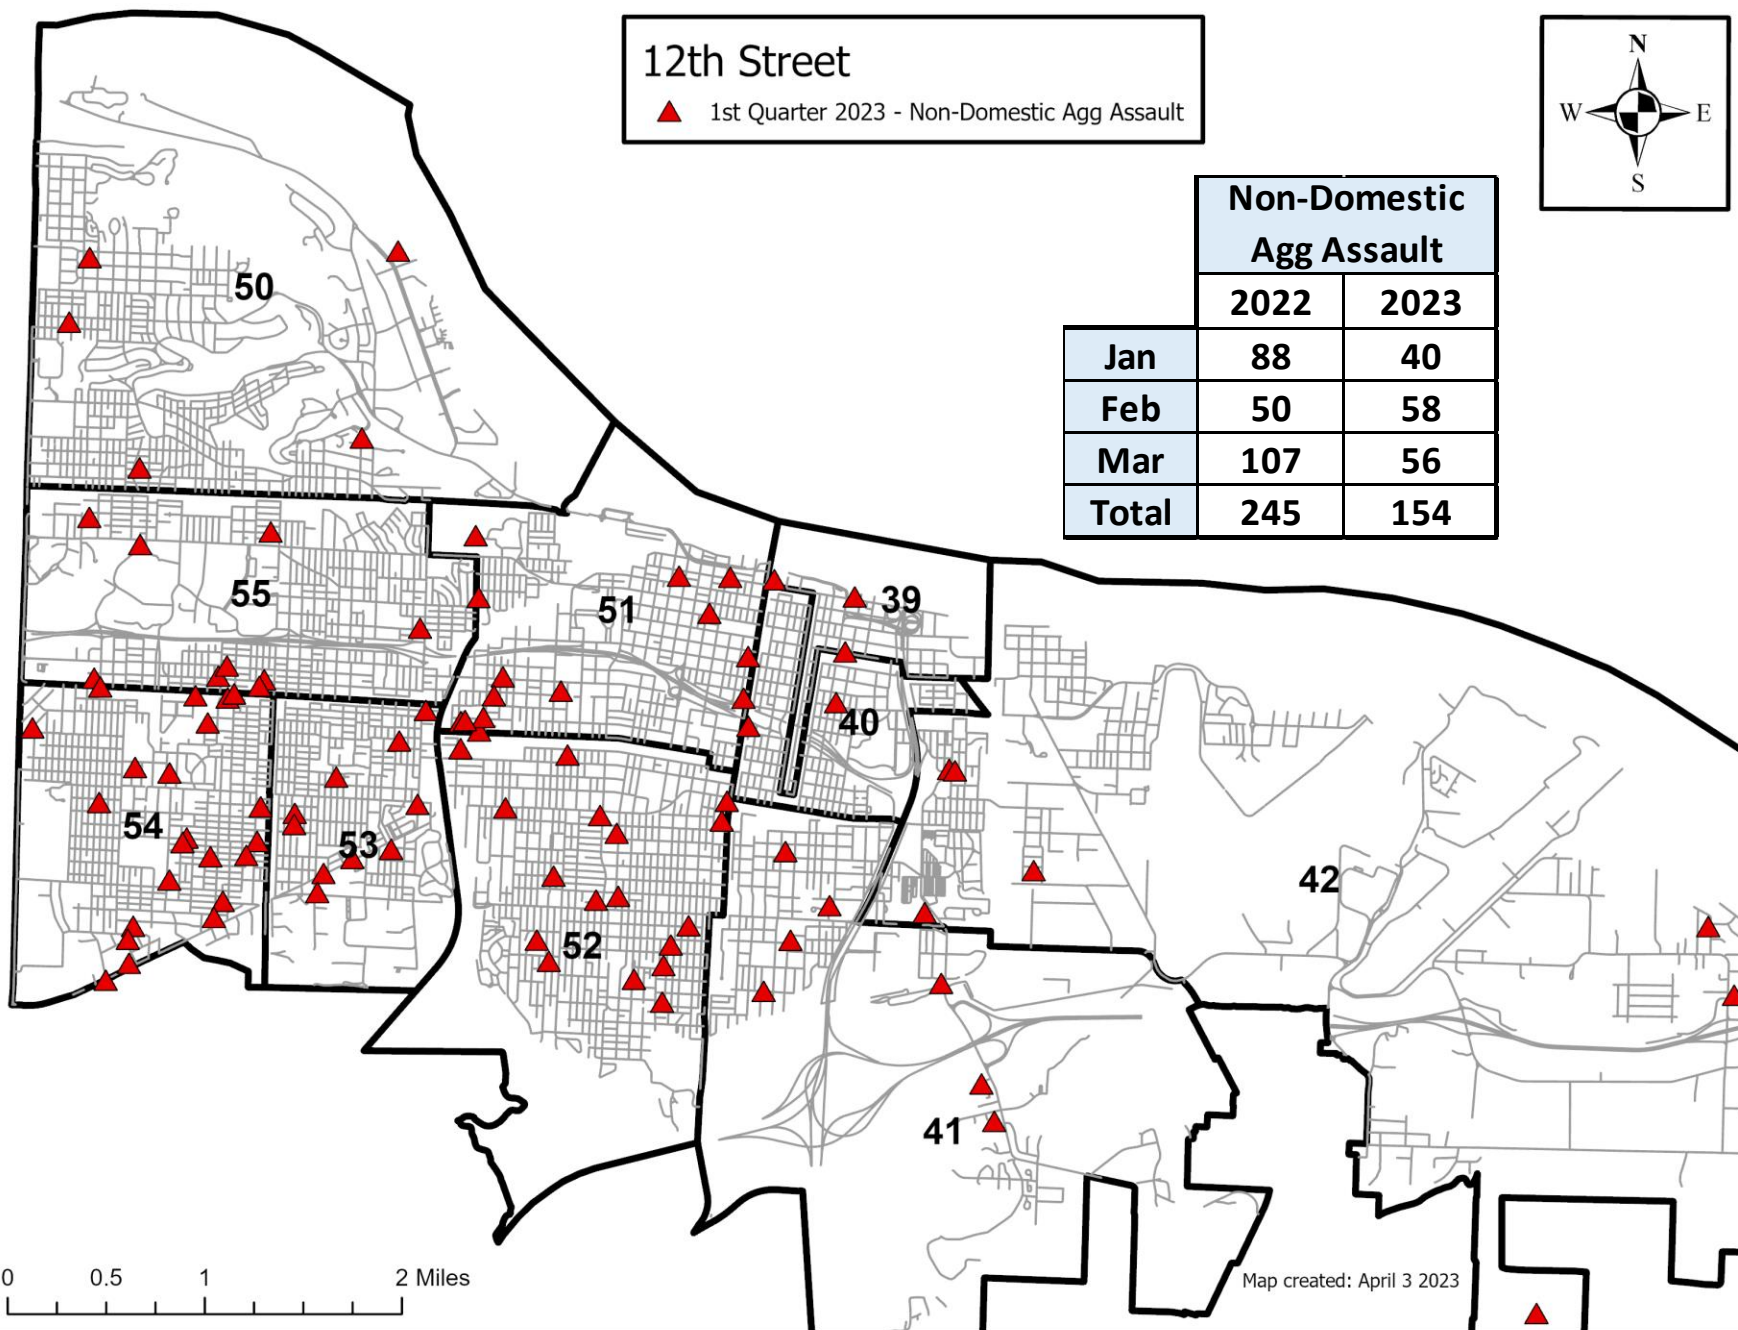 12th Street
1st Quarter 2023 - Non-Domestic Agg Assault
N
W E
S
Non-Domestic
Agg Assault
2022 2023
Jan 88 40
Feb 50 58
Mar 107 56
Total 245 154
50
55
51
39
40
54
53
52
42
41
0 0.5 1 2 Miles
Map created: April 3 2023